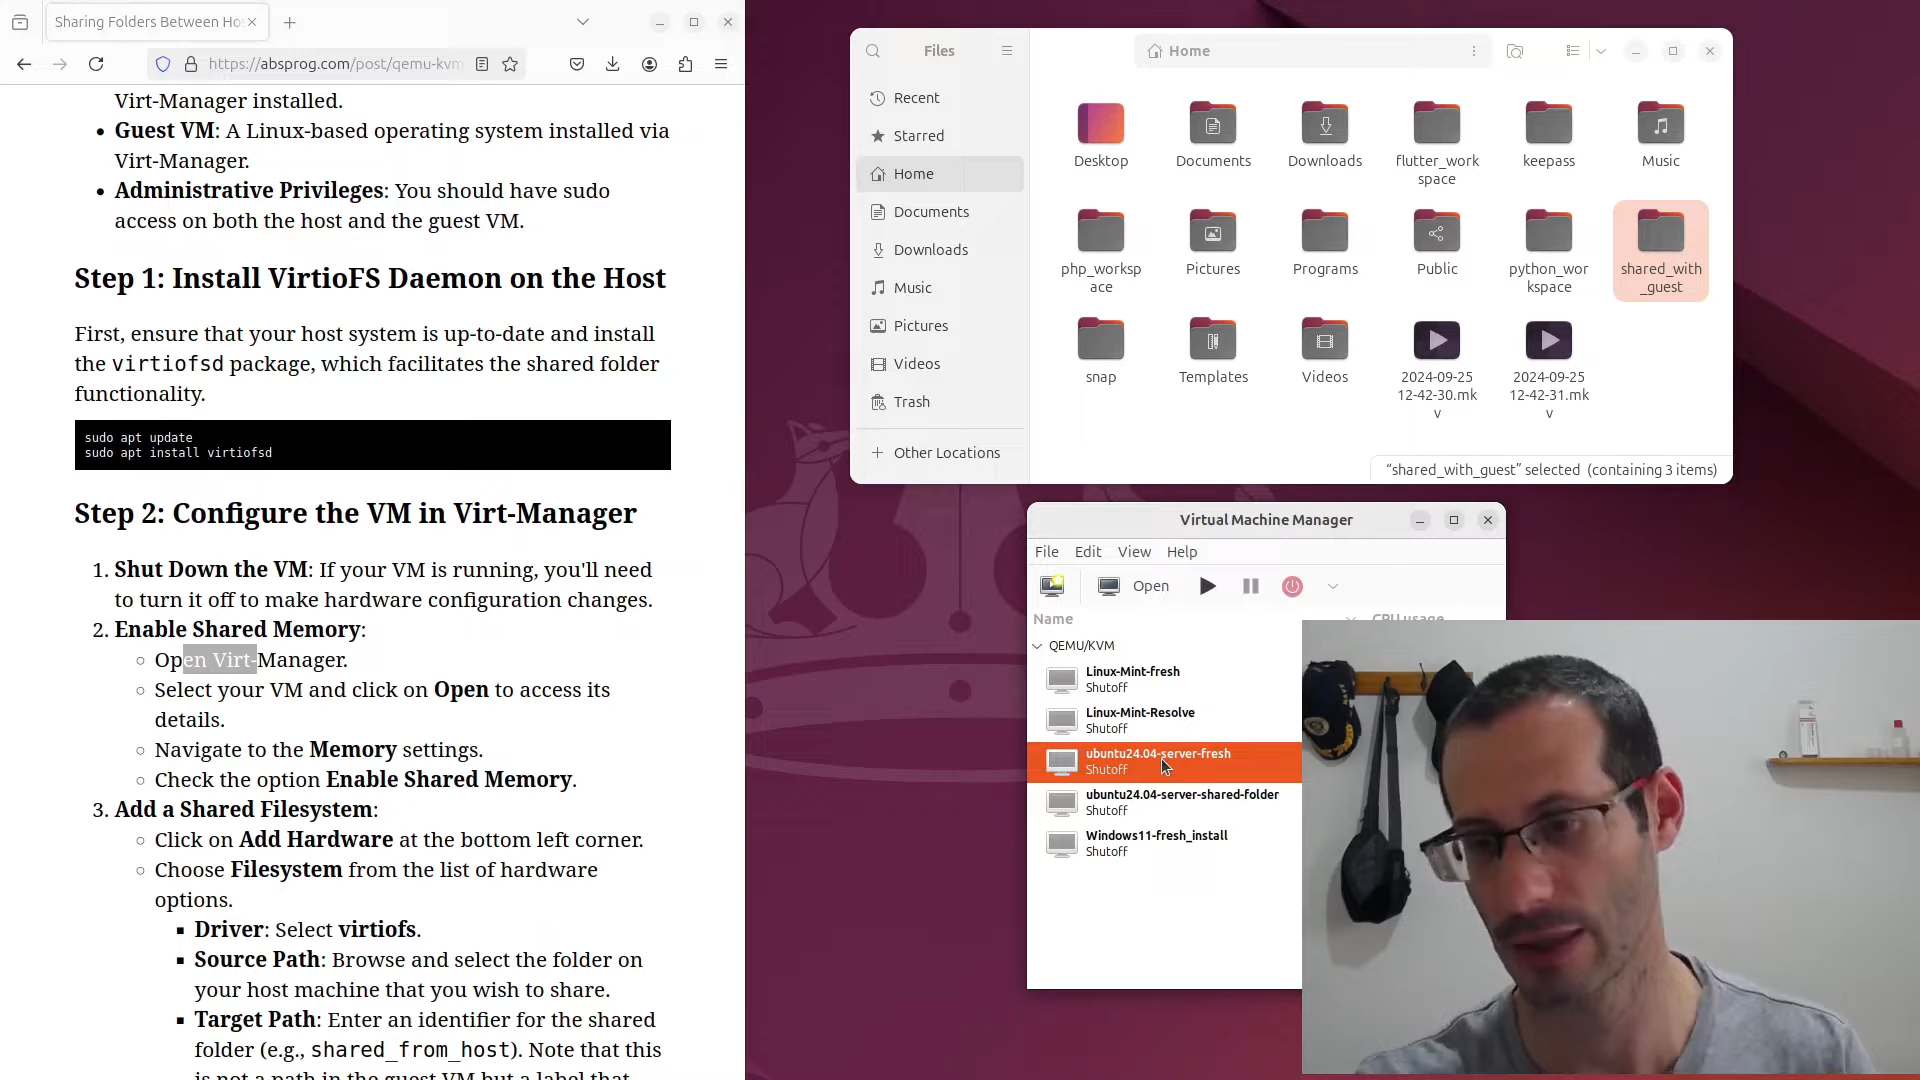 Sharing Folders Between Ho
https://absprog.com/post/qemu-kvm
Virt-Manager installed.
• Guest VM: A Linux-based operating system installed via
Virt-Manager.
• Administrative Privileges: You should have sudo
access on both the host and the guest VM.
Step 1: Install VirtioFS Daemon on the Host
First, ensure that your host system is up-to-date and install
the virtiofsd package, which facilitates the shared folder
functionality.
sudo apt update
sudo apt install virtiofsd
Step 2: Configure the VM in Virt-Manager
1. Shut Down the VM: If your VM is running, you'll need
to turn it off to make hardware configuration changes.
2. Enable Shared Memory:
Open Virt-Manager.
Select your VM and click on Open to access its
details.
Navigate to the Memory settings.
Check the option Enable Shared Memory.
3. Add a Shared Filesystem:
Click on Add Hardware at the bottom left corner.
Choose Filesystem from the list of hardware
options.
Driver: Select virtiofs.
Source Path: Browse and select the folder on
your host machine that you wish to share.
Target Path: Enter an identifier for the shared
folder (e.g., shared_from_host). Note that this
is not a path in the guest VM but a label that
Files
Home
Recent
Starred
Home
Documents
Downloads
Music
Pictures
Videos
Trash
Other Locations
Desktop
Documents
Downloads
flutter_work
space
keepass
Music
php_worksp
ace
Pictures
Programs
Public
python_wor
kspace
shared_with
_guest
snap
Templates
Videos
2024-09-25
12-42-30.mk
v
2024-09-25
12-42-31.mk
v
“shared_with_guest” selected (containing 3 items)
Virtual Machine Manager
File Edit View Help
Open
Name
CPU usage
QEMU/KVM
Linux-Mint-fresh
Shutoff
Linux-Mint-Resolve
Shutoff
ubuntu24.04-server-fresh
Shutoff
ubuntu24.04-server-shared-folder
Shutoff
Windows11-fresh_install
Shutoff